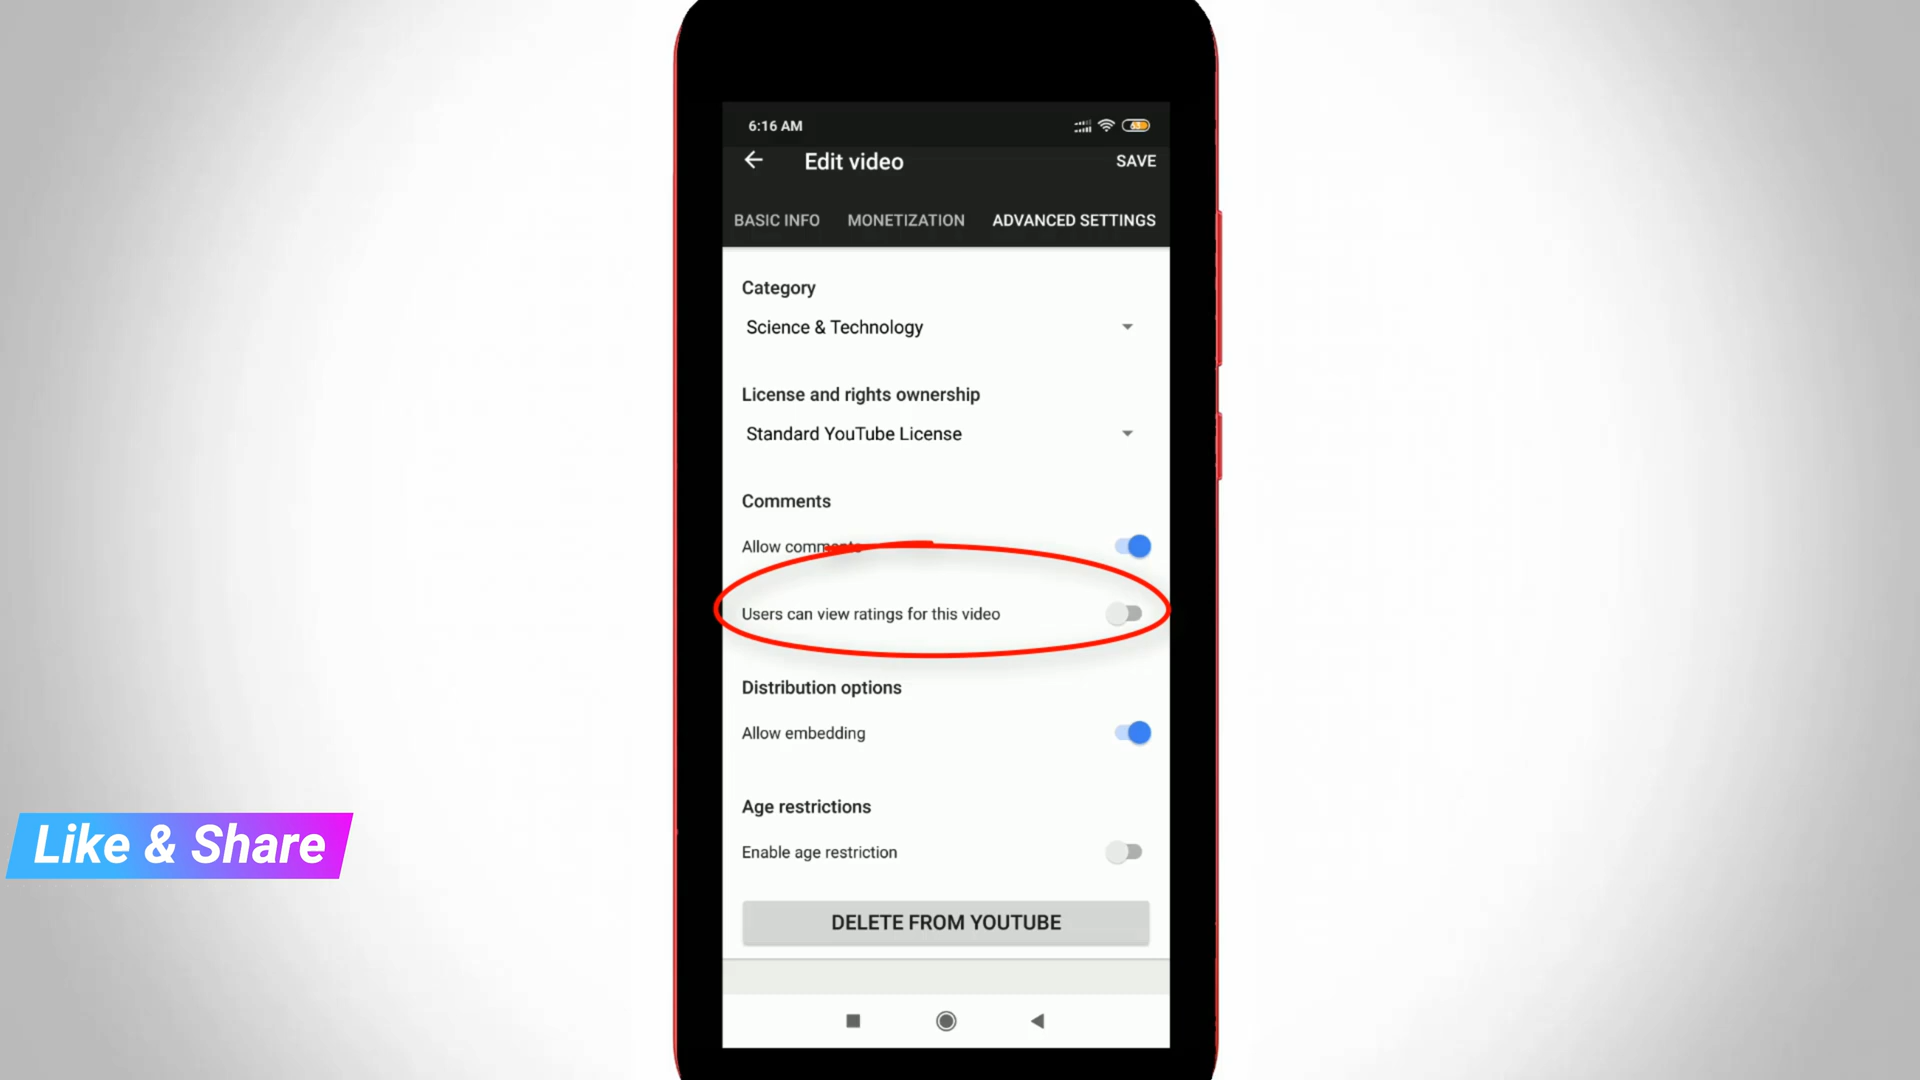 6:16 AM
63
Edit video
SAVE
BASIC INFO
MONETIZATION
ADVANCED SETTINGS
Category
Science & Technology
License and rights ownership
Standard YouTube License
Comments
Allow comments
Users can view ratings for this video
Distribution options
Allow embedding
Age restrictions
Enable age restriction
DELETE FROM YOUTUBE
Like & Share